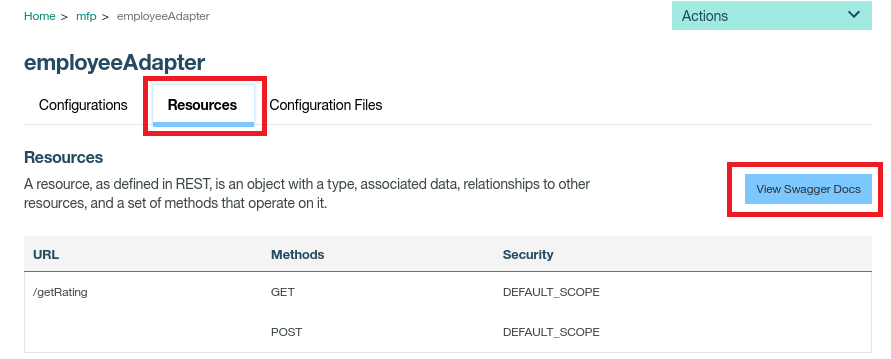 Home > mfp > employeeAdapter
Actions
employeeAdapter
Configurations Resources Configuration Files
Resources
A resource, as defined in REST, is an object with a type, associated data, relationships to other
resources, and a set of methods that operate on it.
View Swagger Docs
URL Methods Security
/getRating GET DEFAULT_SCOPE
POST DEFAULT_SCOPE